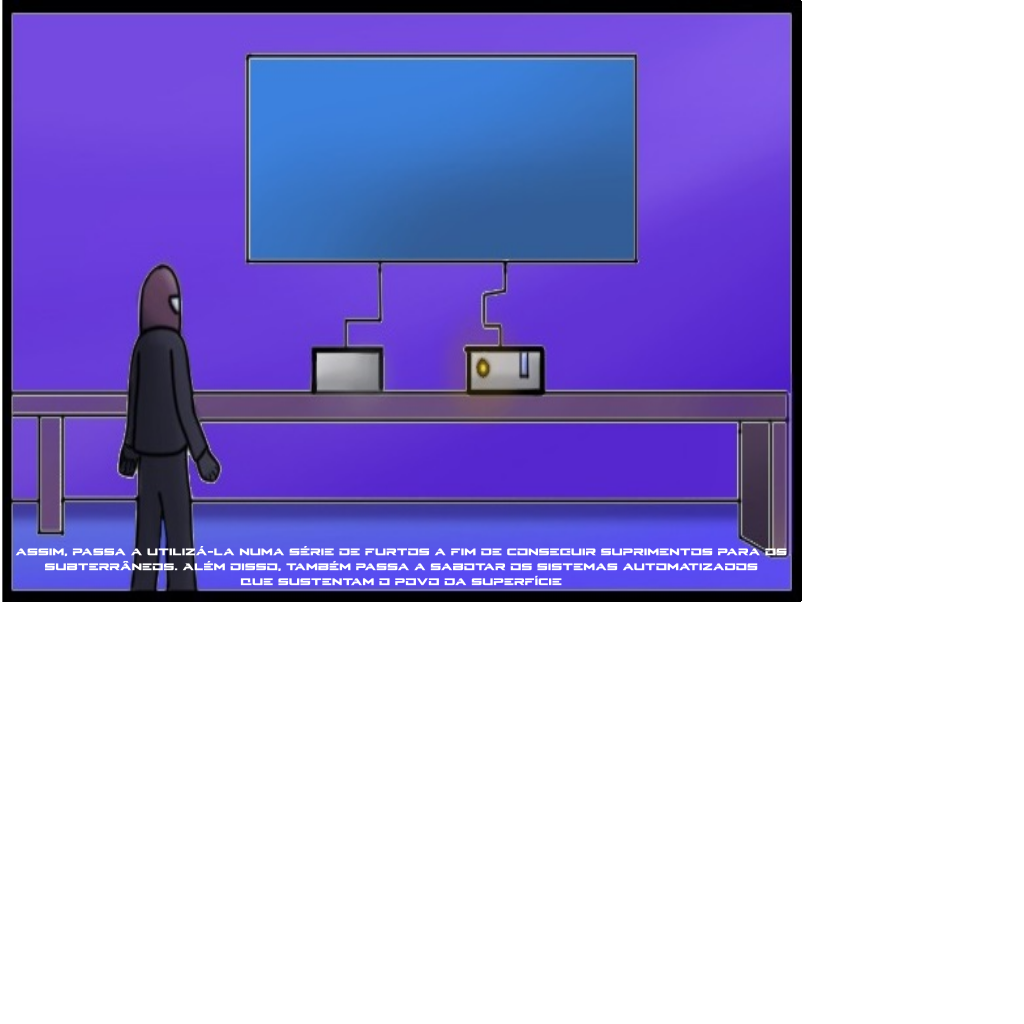 ASSIM, PASSA A UTILIZÁ-LA NUMA SÉRIE DE FURTOS A FIM DE CONSEGUIR SUPRIMENTOS PARA OS
SUBTERRÂNEOS. ALÉM DISSO, TAMBÉM PASSA A SABOTAR OS SISTEMAS AUTOMATIZADOS
QUE SUSTENTAM O POVO DA SUPERFÍCIE